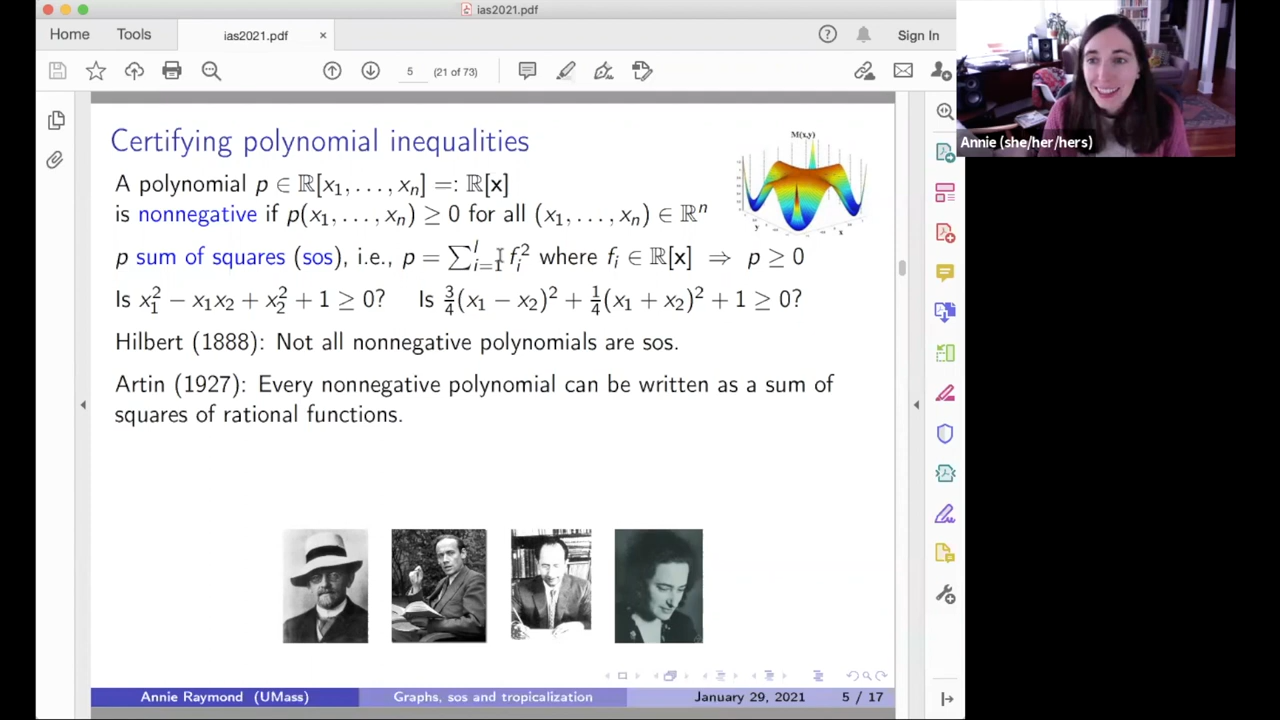 ias2021.pdf
Home Tools ias2021.pdf × Sign In
5 (21 of 73)
Annie (she/her/hers)
Certifying polynomial inequalities
M(x,y)
y x
A polynomial p ∈ ℝ[x₁, . . . , xₙ] =: ℝ[𝐱]
is nonnegative if p(x₁, . . . , xₙ) ≥ 0 for all (x₁, . . . , xₙ) ∈ ℝⁿ
p sum of squares (sos), i.e., p = ∑ˡᵢ₌₁ fᵢ² where fᵢ ∈ ℝ[𝐱] ⇒ p ≥ 0
Is x₁² − x₁x₂ + x₂² + 1 ≥ 0? Is ¾(x₁ − x₂)² + ¼(x₁ + x₂)² + 1 ≥ 0?
Hilbert (1888): Not all nonnegative polynomials are sos.
Artin (1927): Every nonnegative polynomial can be written as a sum of
squares of rational functions.
Annie Raymond (UMass) Graphs, sos and tropicalization January 29, 2021 5 / 17